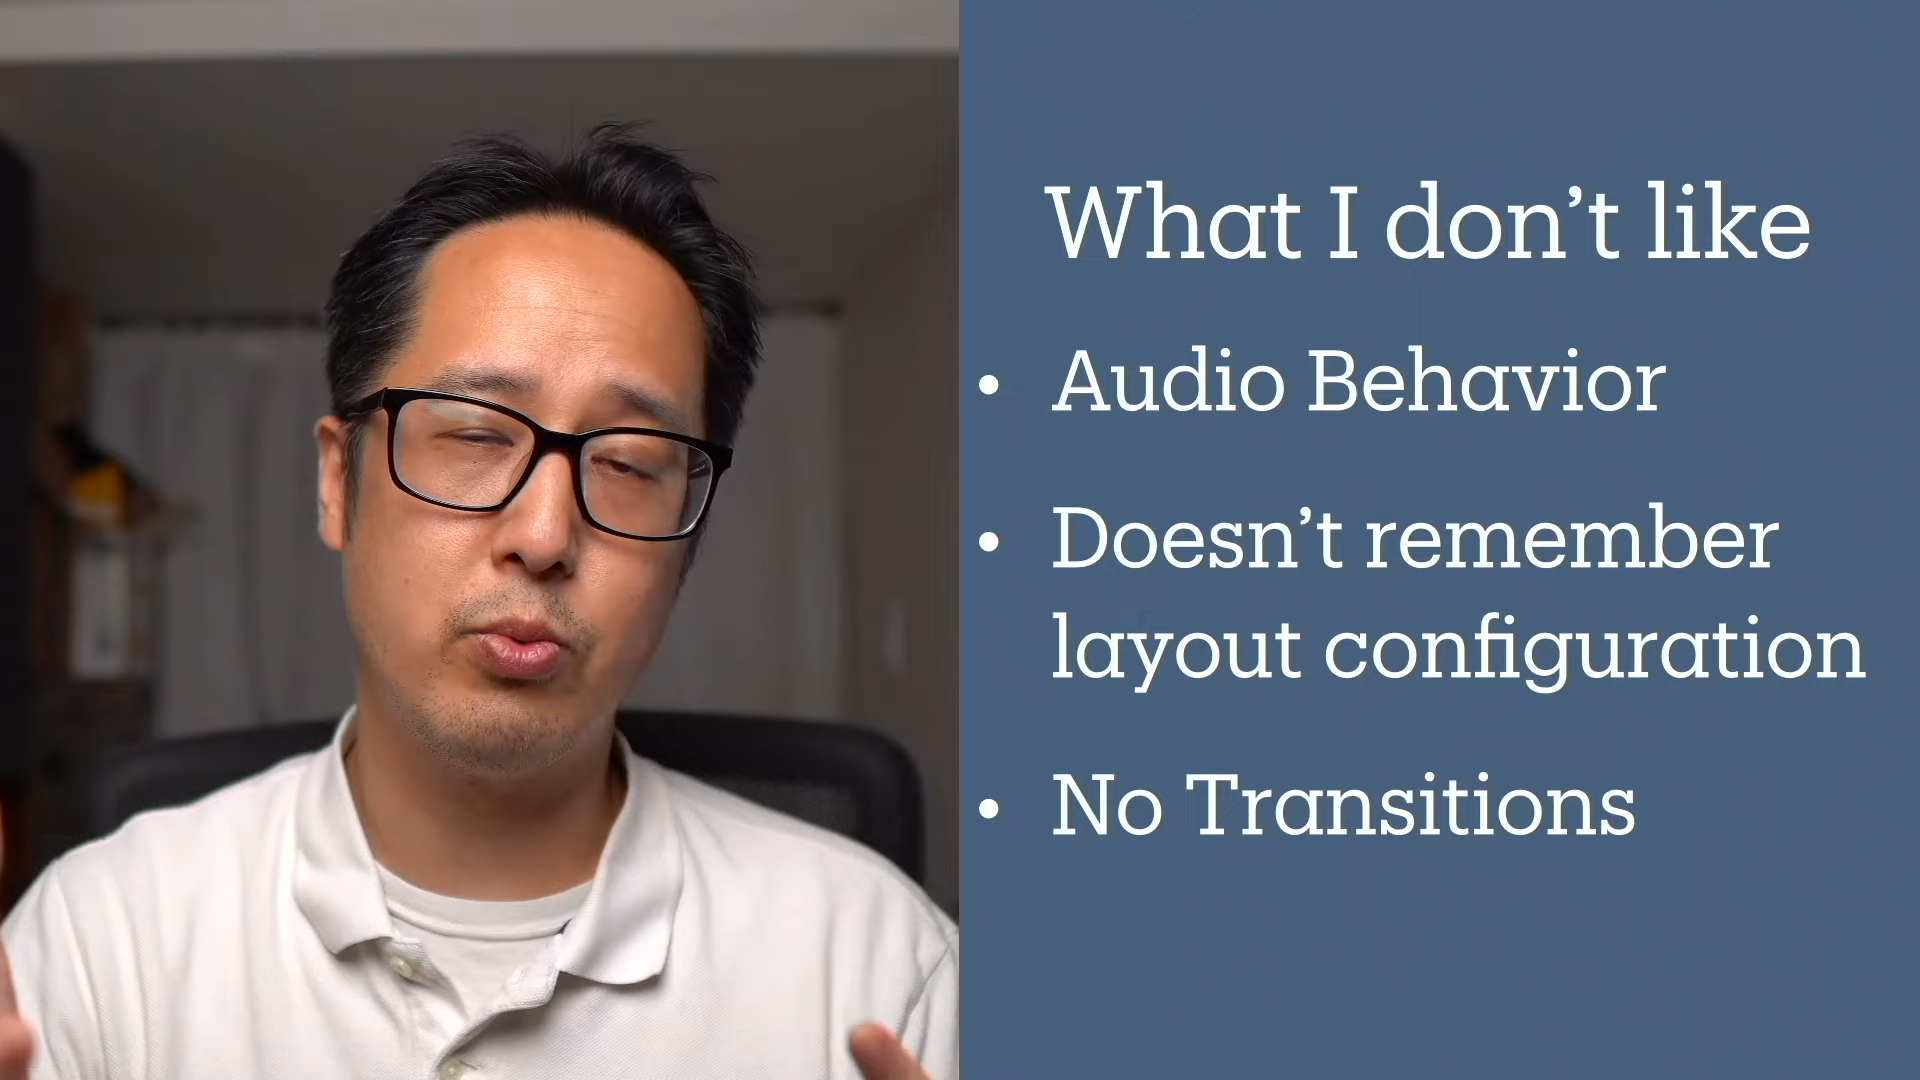 What I don’t like
• Audio Behavior
• Doesn’t remember
layout configuration
• No Transitions